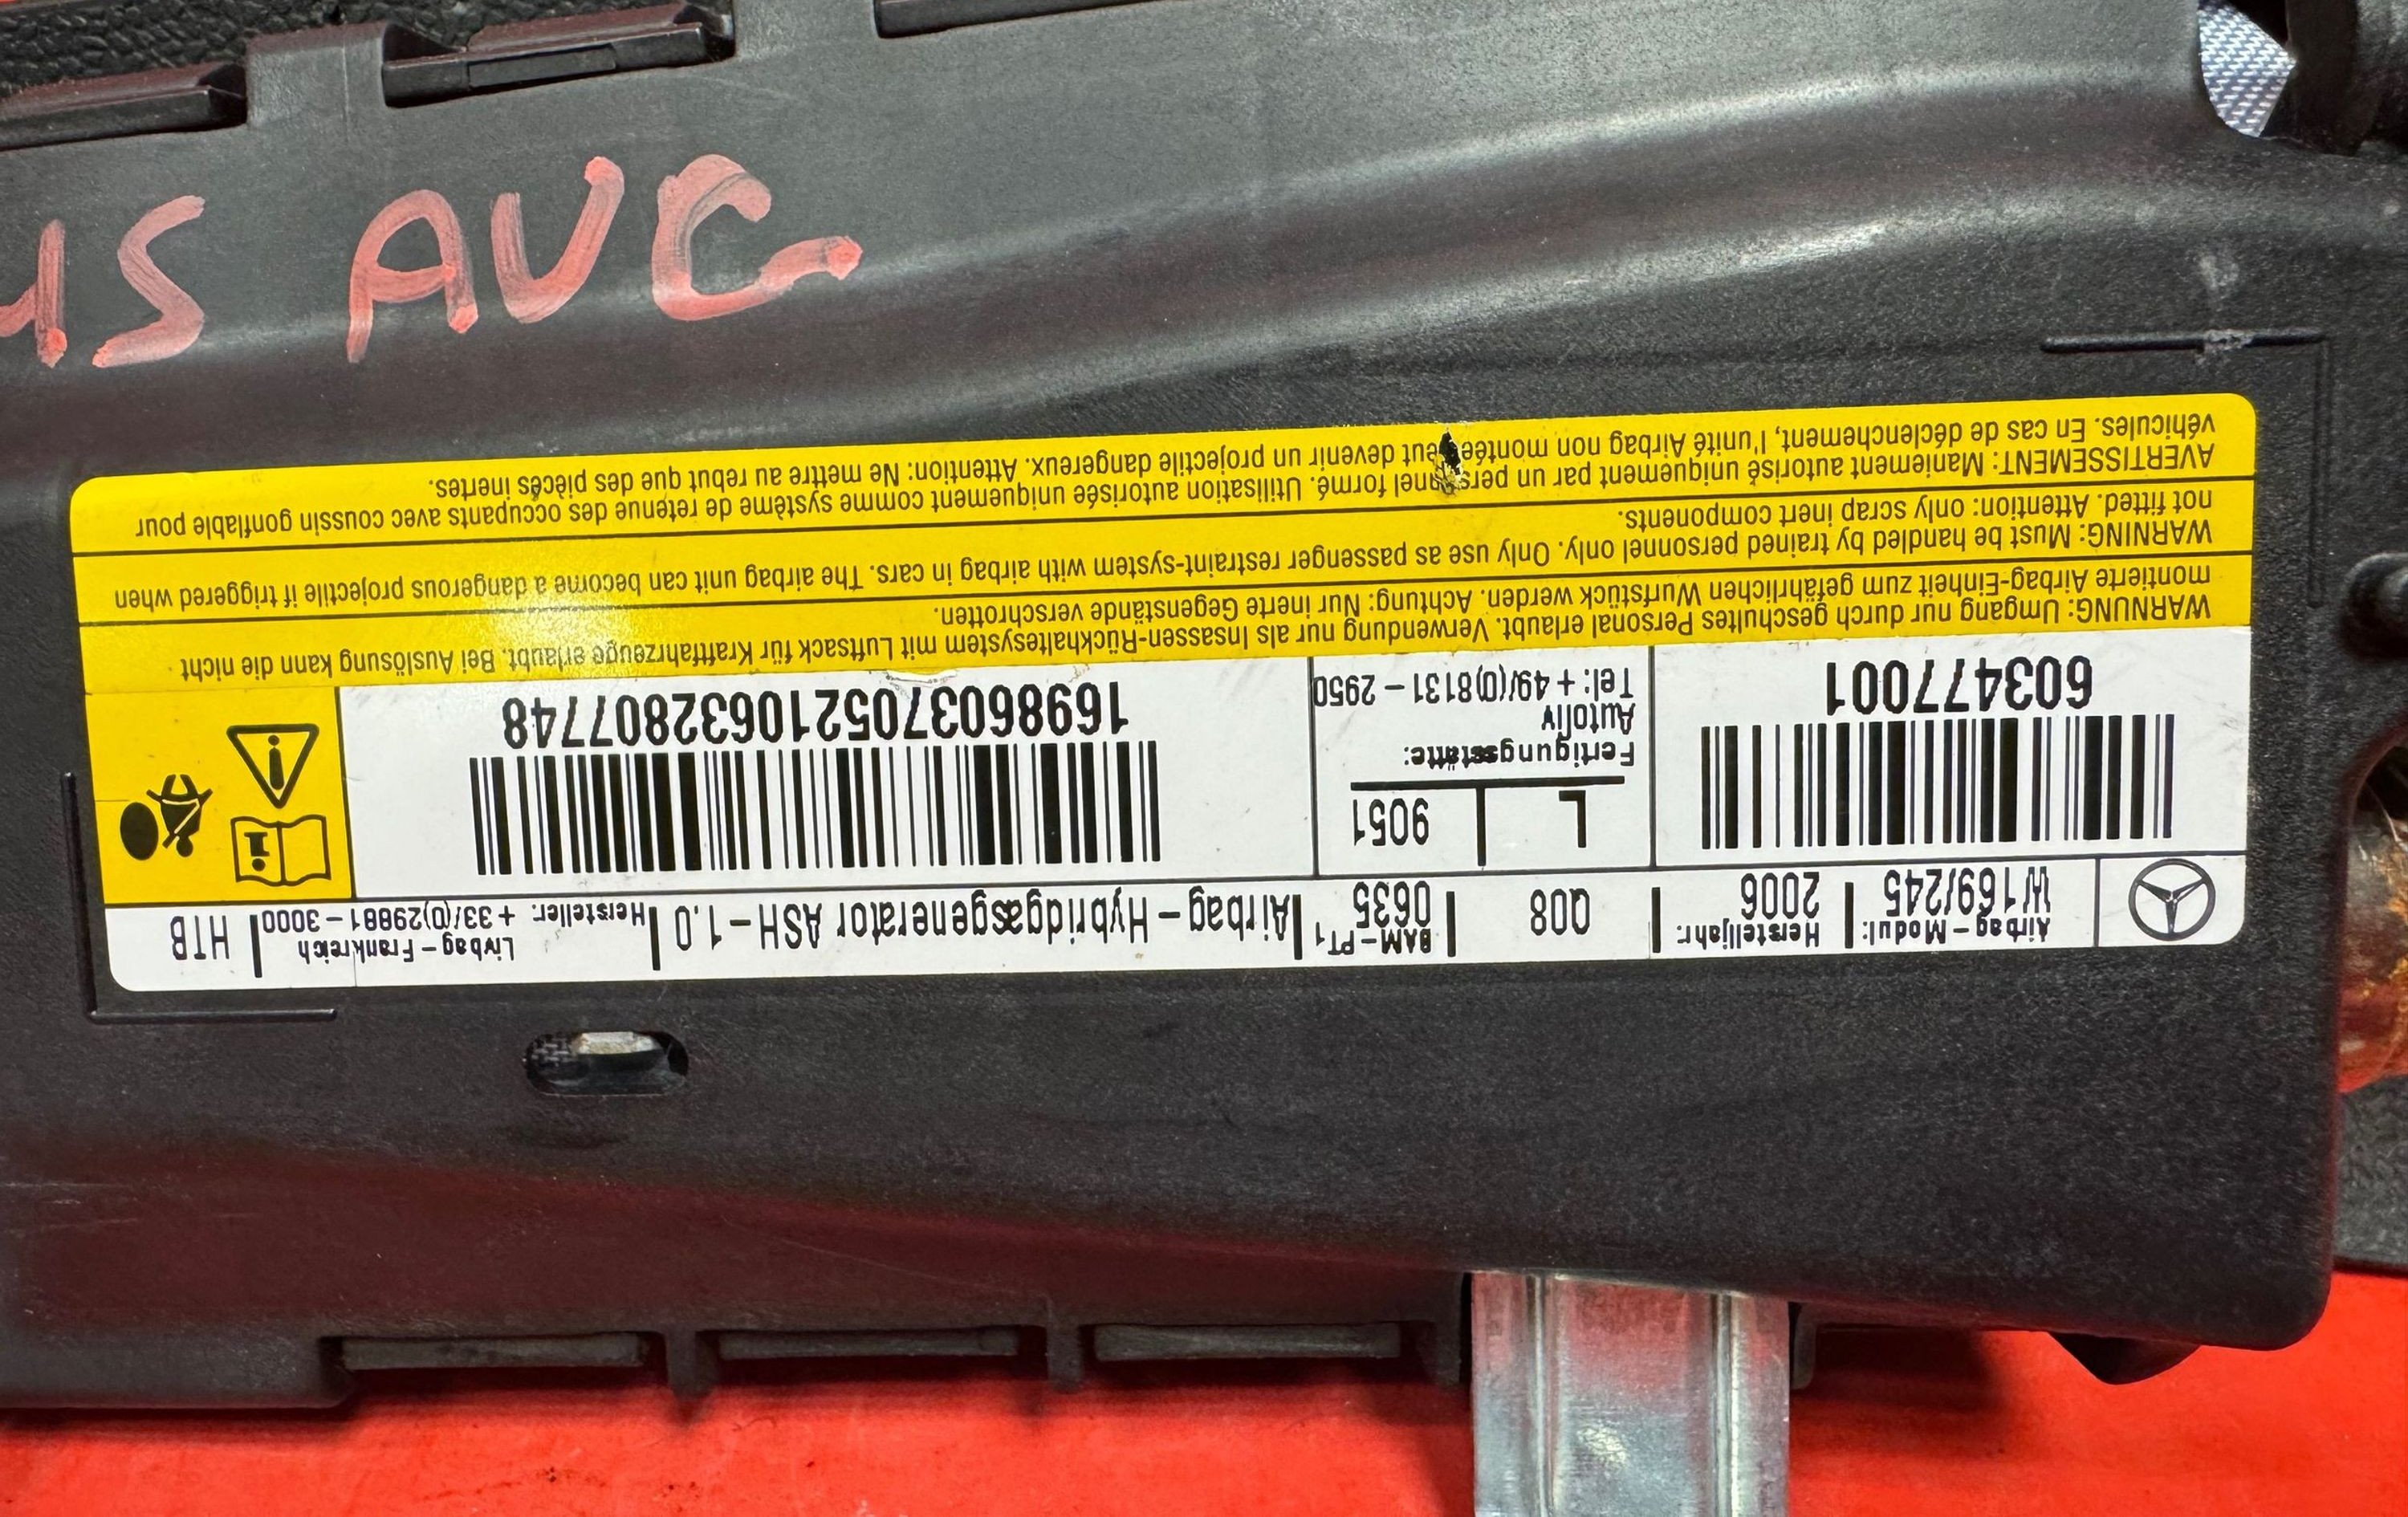 AVG
Airbag – Modul:
W169/245
Herstelljahr:
2006
Q08
BAM–PT1
0635
Airbag – Hybridgasgenerator ASH – 1.0
Hersteller:
Livbag – Frankreich
+ 33/(0)29881 – 3000
HTB
603477001
L
9051
Fertigungsstätte:
Autoliv
Tel: + 49/(0)8131 – 2950
1698603705210632807748
WARNUNG: Umgang nur durch geschultes Personal erlaubt. Verwendung nur als Insassen-Rückhaltesystem mit Luftsack für Kraftfahrzeuge erlaubt. Bei Auslösung kann die nicht
montierte Airbag-Einheit zum gefährlichen Wurfstück werden. Achtung: Nur inerte Gegenstände verschrotten.
WARNING: Must be handled by trained personnel only. Only use as passenger restraint-system with airbag in cars. The airbag unit can become a dangerous projectile if triggered when
not fitted. Attention: only scrap inert components.
AVERTISSEMENT: Maniement autorisé uniquement par un personnel formé. Utilisation autorisée uniquement comme système de retenue des occupants avec coussin gonflable pour
véhicules. En cas de déclenchement, l'unité Airbag non montée peut devenir un projectile dangereux. Attention: Ne mettre au rebut que des pièces inertes.